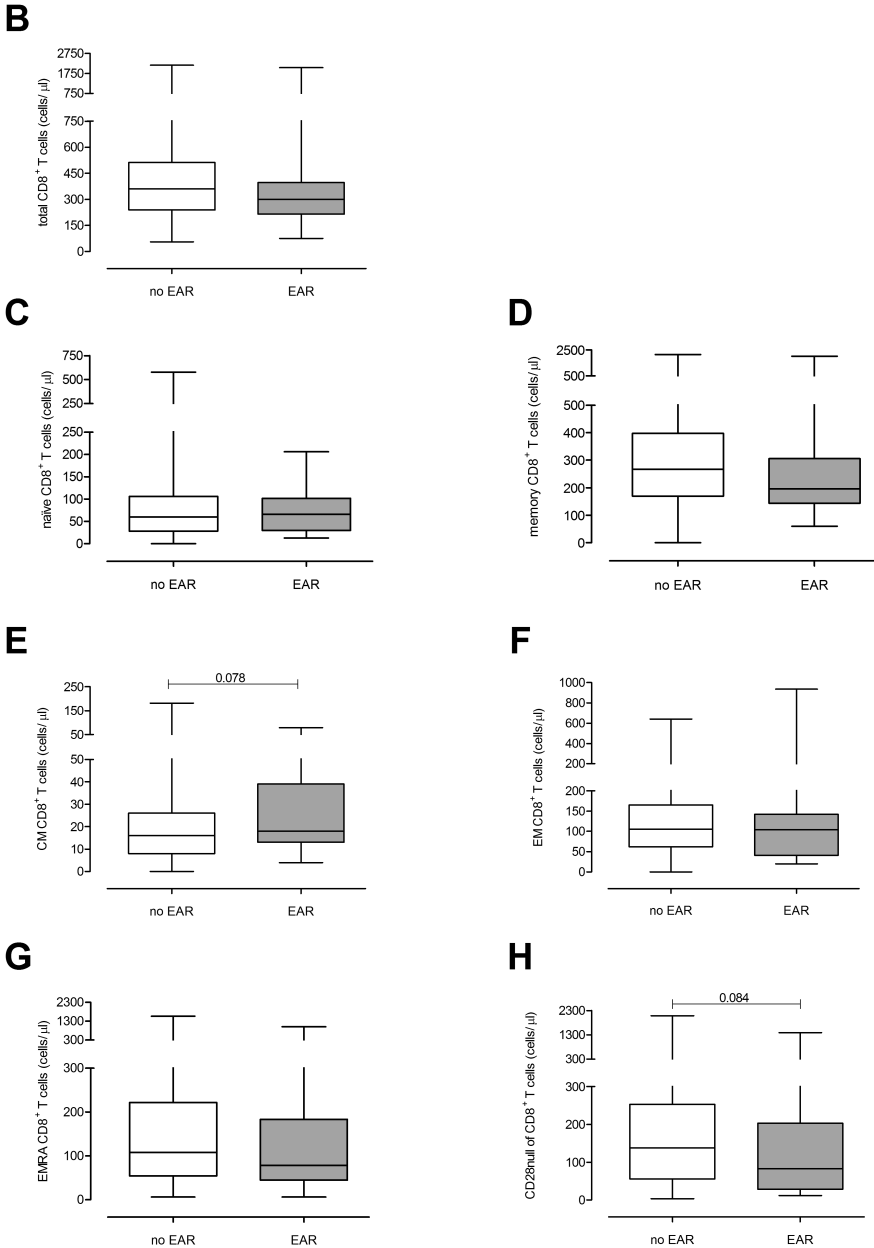 B
total CD8+ T cells (cells/ μl)
2750
1750
750
750
600
450
300
150
0
no EAR EAR
C
naïve CD8+ T cells (cells/ μl)
750
500
250
250
200
150
100
50
0
no EAR EAR
D
memory CD8+ T cells (cells/ μl)
2500
500
500
400
300
200
100
0
no EAR EAR
E
CM CD8+ T cells (cells/ μl)
0.078
250
150
50
50
40
30
20
10
0
no EAR EAR
F
EM CD8+ T cells (cells/μl)
1000
800
600
400
200
200
150
100
50
0
no EAR EAR
G
EMRA CD8+ T cells (cells/μl)
2300
1300
300
300
200
100
0
no EAR EAR
H
CD28null of CD8+ T cells (cells/μl)
0.084
2300
1300
300
300
200
100
0
no EAR EAR